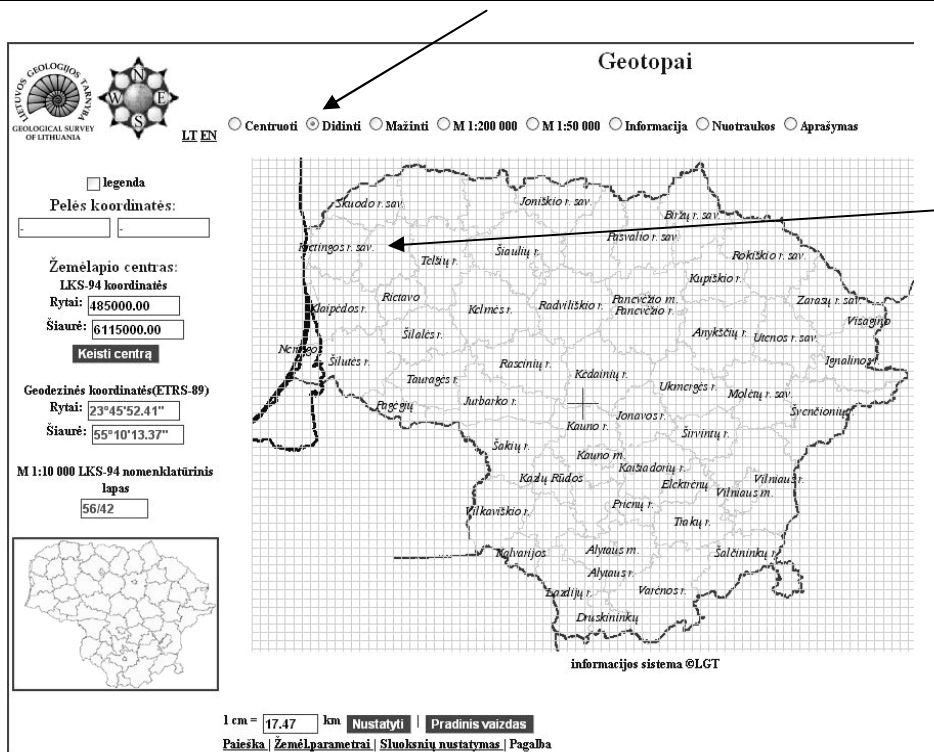 Geotopai
LIETUVOS GEOLOGIJOS TARNYBA
GEOLOGICAL SURVEY
OF LITHUANIA
N
W E
S
LT EN
Centruoti Didinti Mažinti M 1:200 000 M 1:50 000 Informacija Nuotraukos Aprašymas
legenda
Pelės koordinatės:
- -
Žemėlapio centras:
LKS-94 koordinatės
Rytai: 485000.00
Šiaurė: 6115000.00
Keisti centrą
Geodezinės koordinatės(ETRS-89)
Rytai: 23°45'52.41"
Šiaurė: 55°10'13.37"
M 1:10 000 LKS-94 nomenklatūrinis
lapas
56/42
Skuodo r. sav.
Joniškio r. sav.
Biržų r. sav.
Pasvalio r. sav.
Kretingos r. sav.
Telšių r.
Šiaulių r.
Rokiškio r. sav.
Kupiškio r.
Klaipėdos r.
Rietavo
Kelmės r.
Radviliškio r.
Panevėžio m.
Panevėžio r.
Zarasų r. sav.
Visagino
Šilalės r.
Anykščių r.
Utenos r. sav.
Neringos
Šilutės r.
Raseinių r.
Ignalinos r.
Tauragės r.
Kėdainių r.
Ukmergės r.
Molėtų r. sav.
Pagėgių
Jurbarko r.
Jonavos r.
Švenčionių
Kauno r.
Širvintų r.
Šakių r.
Kauno m.
Kaišiadorių r.
Kazlų Rūdos
Elektrėnų
Vilniaus r.
Vilniaus m.
Vilkaviškio r.
Prienų r.
Trakų r.
Kalvarijos
Alytaus m.
Šalčininkų r.
Alytaus r.
Lazdijų r.
Varėnos r.
Druskininkų
informacijos sistema ©LGT
1 cm = 17.47 km Nustatyti | Pradinis vaizdas
Paieška | Žemėl.parametrai | Sluoksnių nustatymas | Pagalba